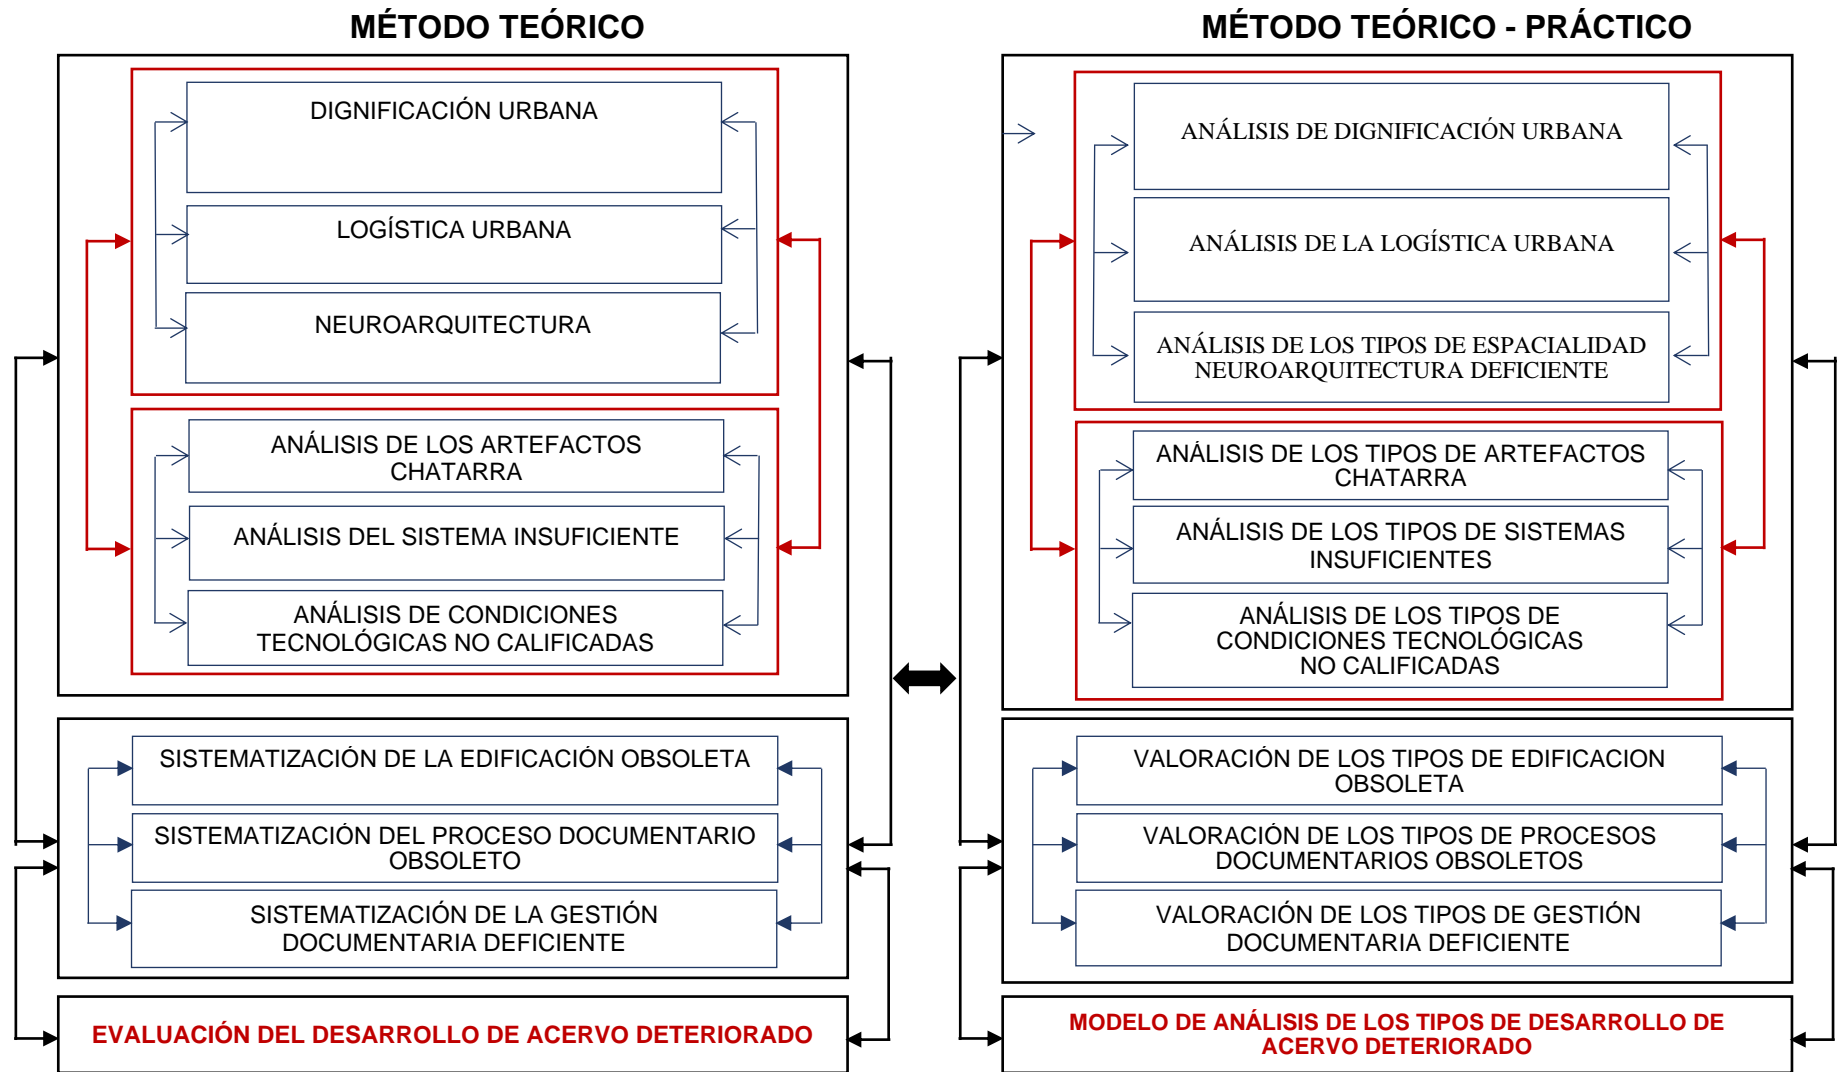 MÉTODO TEÓRICO
DIGNIFICACIÓN URBANA
LOGÍSTICA URBANA
NEUROARQUITECTURA
ANÁLISIS DE LOS ARTEFACTOS
CHATARRA
ANÁLISIS DEL SISTEMA INSUFICIENTE
ANÁLISIS DE CONDICIONES
TECNOLÓGICAS NO CALIFICADAS
SISTEMATIZACIÓN DE LA EDIFICACIÓN OBSOLETA
SISTEMATIZACIÓN DEL PROCESO DOCUMENTARIO
OBSOLETO
SISTEMATIZACIÓN DE LA GESTIÓN
DOCUMENTARIA DEFICIENTE
EVALUACIÓN DEL DESARROLLO DE ACERVO DETERIORADO
MÉTODO TEÓRICO - PRÁCTICO
ANÁLISIS DE DIGNIFICACIÓN URBANA
ANÁLISIS DE LA LOGÍSTICA URBANA
ANÁLISIS DE LOS TIPOS DE ESPACIALIDAD
NEUROARQUITECTURA DEFICIENTE
ANÁLISIS DE LOS TIPOS DE ARTEFACTOS
CHATARRA
ANÁLISIS DE LOS TIPOS DE SISTEMAS
INSUFICIENTES
ANÁLISIS DE LOS TIPOS DE
CONDICIONES TECNOLÓGICAS
NO CALIFICADAS
VALORACIÓN DE LOS TIPOS DE EDIFICACION
OBSOLETA
VALORACIÓN DE LOS TIPOS DE PROCESOS
DOCUMENTARIOS OBSOLETOS
VALORACIÓN DE LOS TIPOS DE GESTIÓN
DOCUMENTARIA DEFICIENTE
MODELO DE ANÁLISIS DE LOS TIPOS DE DESARROLLO DE
ACERVO DETERIORADO